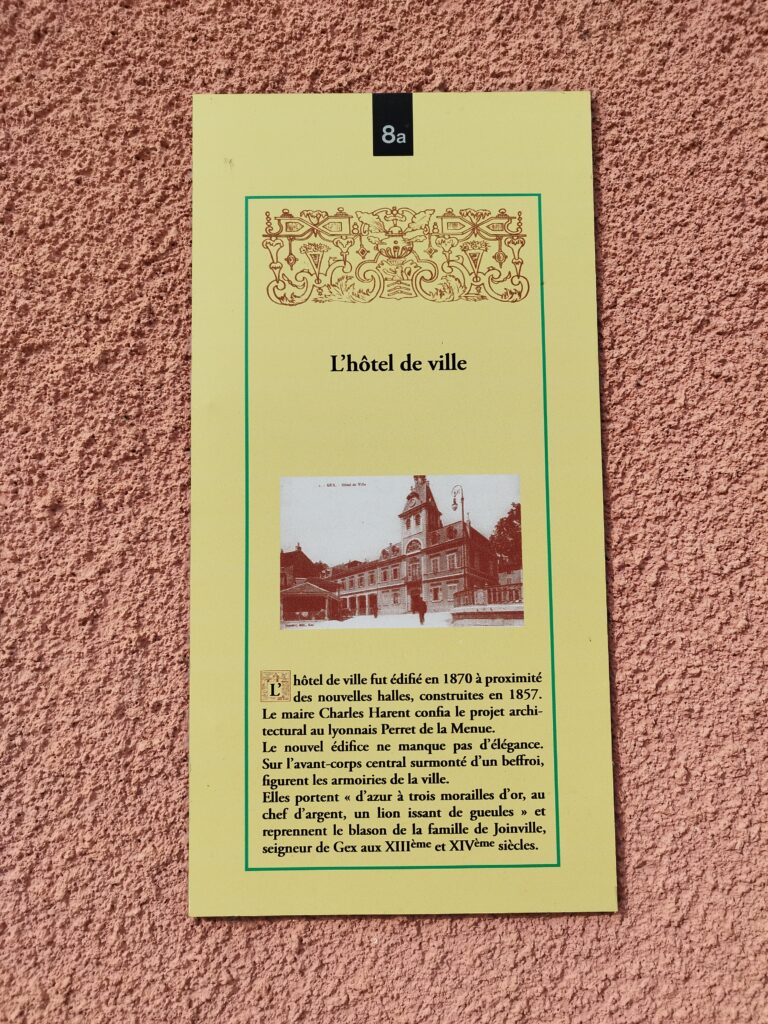 8a
L'hôtel de ville
GEX. - Hôtel de Ville
L'hôtel de ville fut édifié en 1870 à proximité
des nouvelles halles, construites en 1857.
Le maire Charles Harent confia le projet archi-
tectural au lyonnais Perret de la Menue.
Le nouvel édifice ne manque pas d'élégance.
Sur l'avant-corps central surmonté d'un beffroi,
figurent les armoiries de la ville.
Elles portent « d'azur à trois morailles d'or, au
chef d'argent, un lion issant de gueules » et
reprennent le blason de la famille de Joinville,
seigneur de Gex aux XIIIème et XIVème siècles.